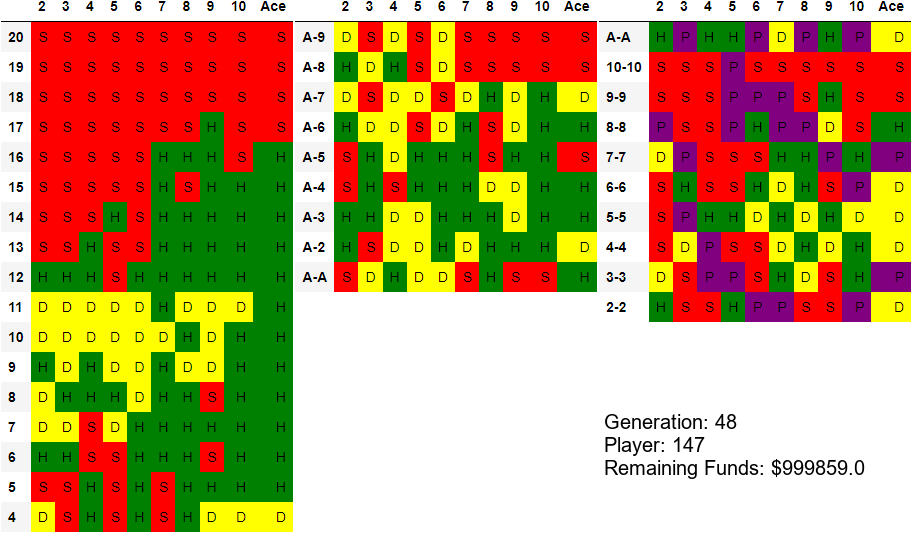 2 3 4 5 6 7 8 9 10 Ace
20 S S S S S S S S S S
19 S S S S S S S S S S
18 S S S S S S S S S S
17 S S S S S S S H S S
16 S S S S S H H H S H
15 S S S S S H S H H H
14 S S S H S H H H H H
13 S S H S S H H H H H
12 H H H S H H H H H H
11 D D D D D H D D D H
10 D D D D D D H D H H
9 H D H D D H D D H H
8 D H H H D H H S H H
7 D D S D H H H H H H
6 H H S S H H H S H H
5 S S H S H S H H H H
4 D S H S H S H D D D
2 3 4 5 6 7 8 9 10 Ace
A-9 D S D S D S S S S S
A-8 H D H S D S S S S S
A-7 D S D D S D H D H D
A-6 H D D S D H S D H H
A-5 S H D H H H S H H S
A-4 S H S H H H D D H H
A-3 H H D D H H H D H H
A-2 H S D D H D H H H D
A-A S D H D D S H S S H
2 3 4 5 6 7 8 9 10 Ace
A-A H P H H P D P H P D
10-10 S S S P S S S S S S
9-9 S S S P P P S H S S
8-8 P S S P H P P D S H
7-7 D P S S S H H P H P
6-6 S H S S H D H S P D
5-5 S P H H D H D H D D
4-4 S D P S S D H D H D
3-3 D S P P S H D S H P
2-2 H S S H P P S S P D
Generation: 48
Player: 147
Remaining Funds: $999859.0